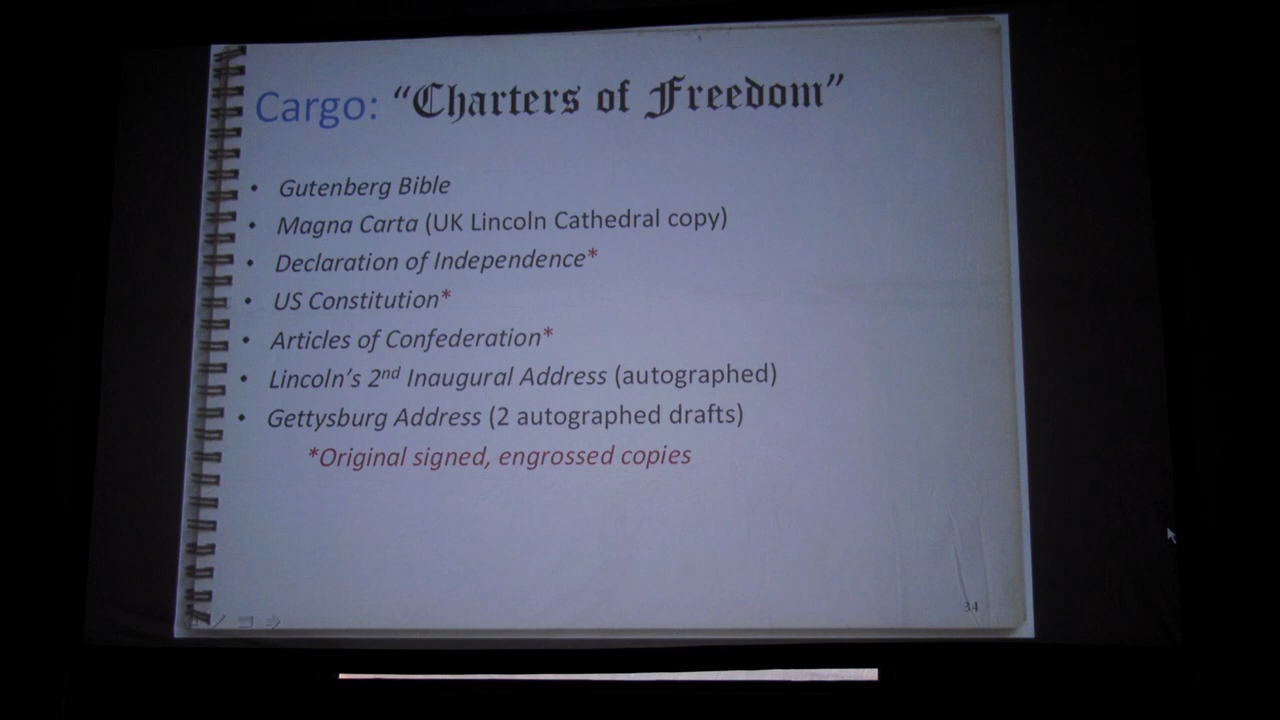 Cargo: “Charters of Freedom”
• Gutenberg Bible
• Magna Carta (UK Lincoln Cathedral copy)
• Declaration of Independence*
• US Constitution*
• Articles of Confederation*
• Lincoln’s 2nd Inaugural Address (autographed)
• Gettysburg Address (2 autographed drafts)
*Original signed, engrossed copies
34